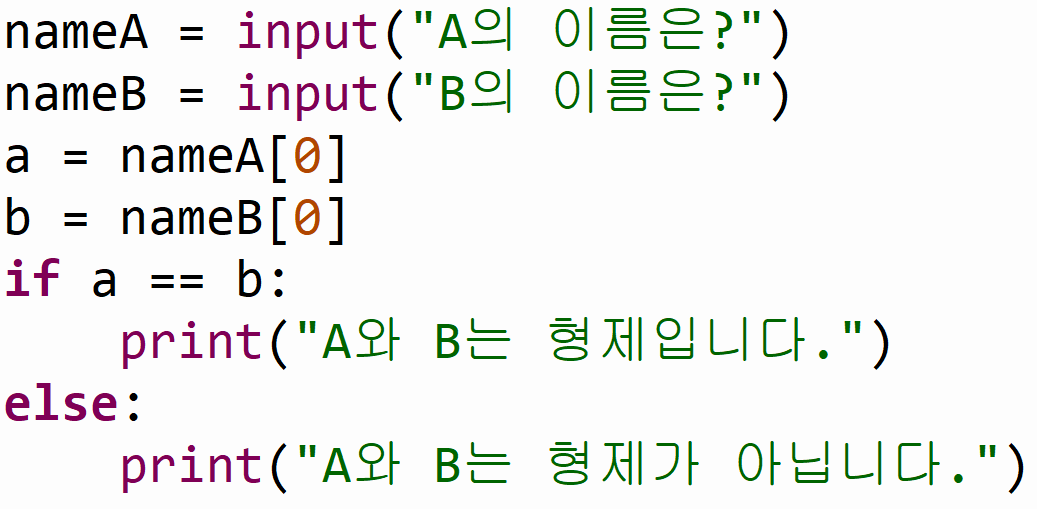 nameA = input("A의 이름은?")
nameB = input("B의 이름은?")
a = nameA[0]
b = nameB[0]
if a == b:
    print("A와 B는 형제입니다.")
else:
    print("A와 B는 형제가 아닙니다.")